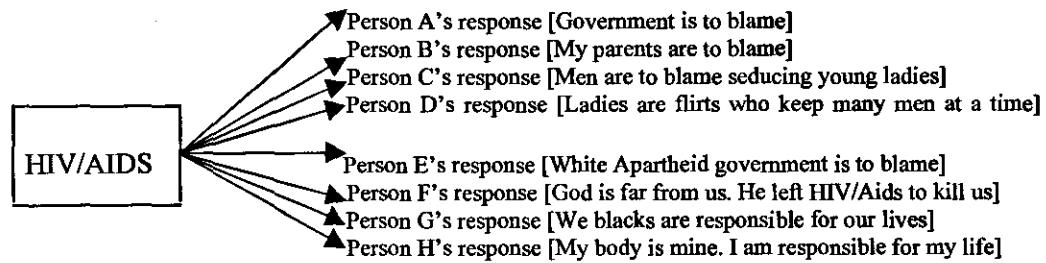 Person A's response [Government is to blame]
Person B's response [My parents are to blame]
Person C's response [Men are to blame seducing young ladies]
Person D's response [Ladies are flirts who keep many men at a time]
HIV/AIDS
Person E's response [White Apartheid government is to blame]
Person F's response [God is far from us. He left HIV/Aids to kill us]
Person G's response [We blacks are responsible for our lives]
Person H's response [My body is mine. I am responsible for my life]